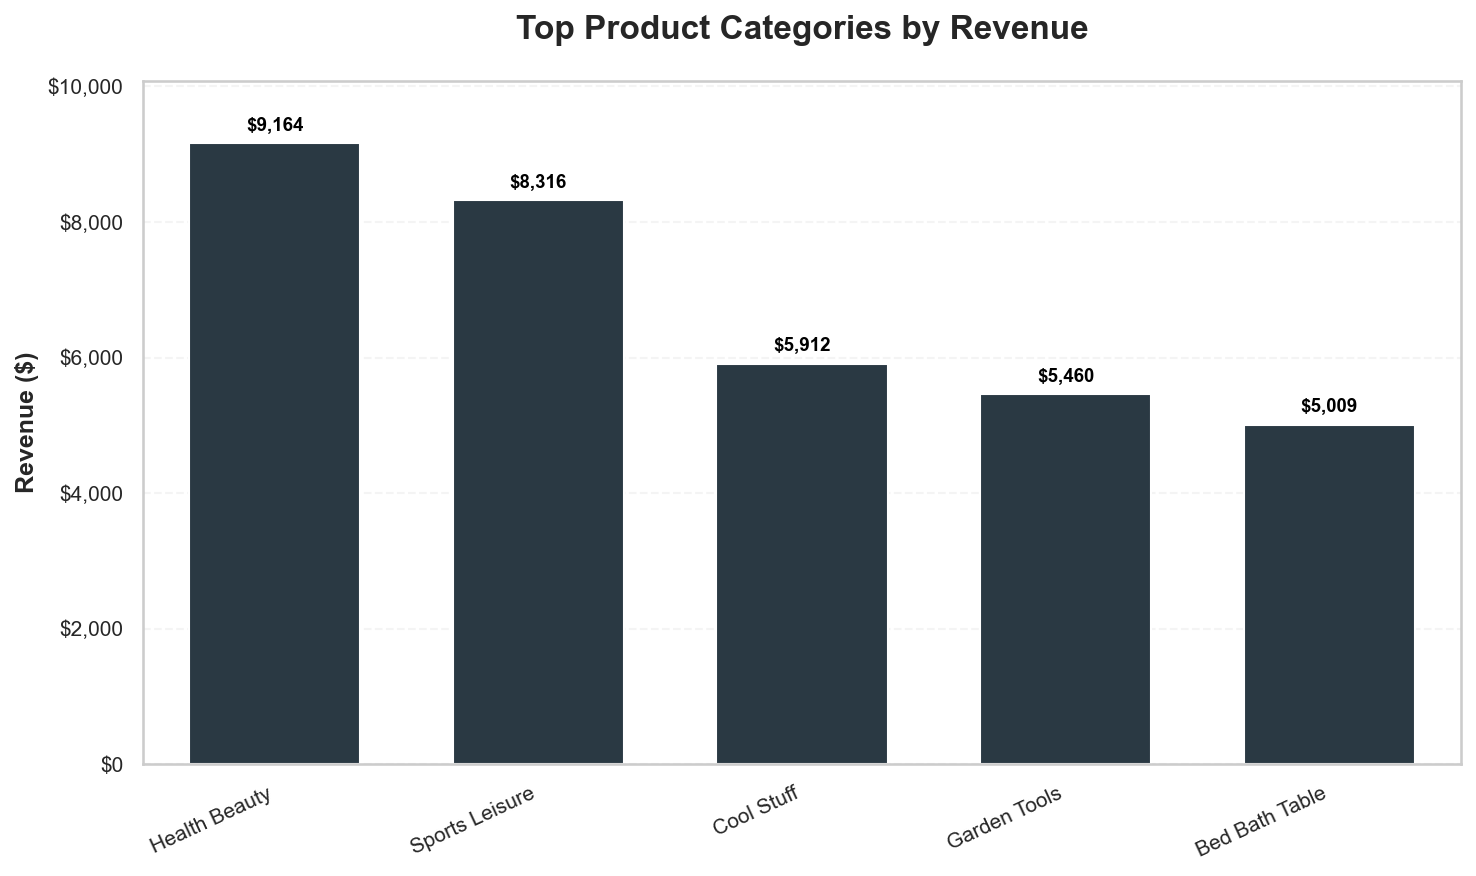 Top Product Categories by Revenue
$10,000
$9,164
$8,316
$8,000
$6,000
$5,912
$5,460
$5,009
Revenue ($)
$4,000
$2,000
$0
Health Beauty
Sports Leisure
Cool Stuff
Garden Tools
Bed Bath Table